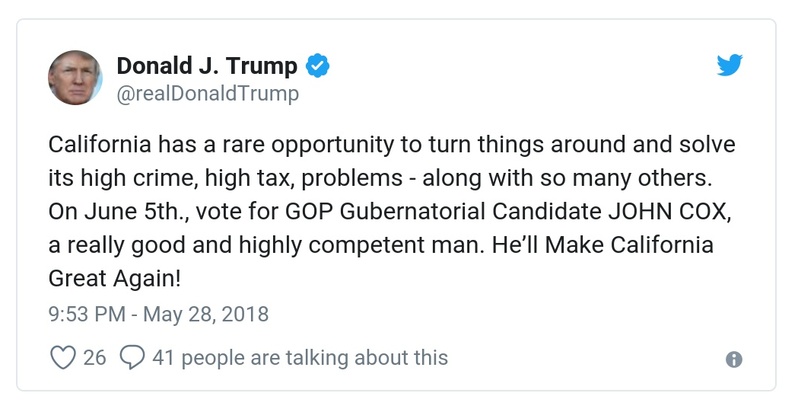 Donald J. Trump
@realDonaldTrump
California has a rare opportunity to turn things around and solve
its high crime, high tax, problems - along with so many others.
On June 5th., vote for GOP Gubernatorial Candidate JOHN COX,
a really good and highly competent man. He’ll Make California
Great Again!
9:53 PM - May 28, 2018
26 41 people are talking about this